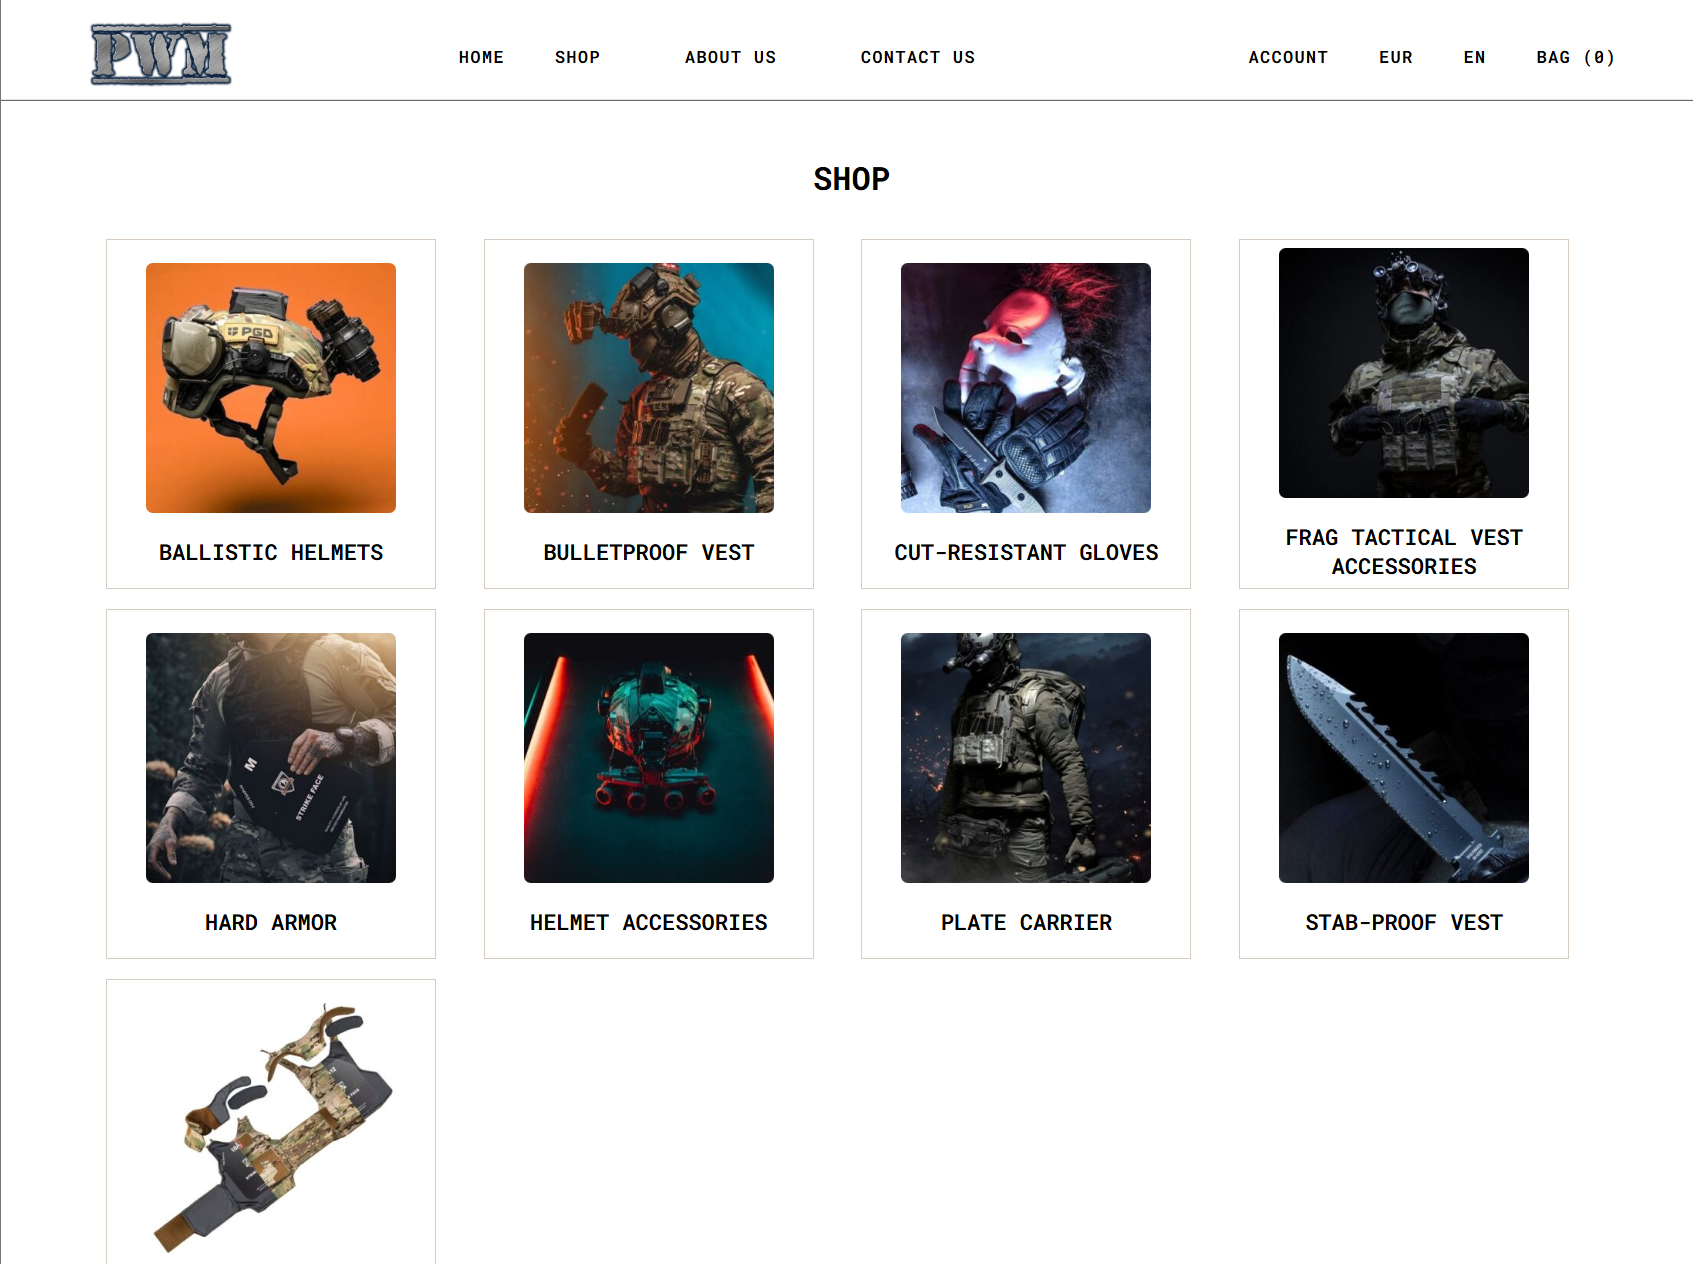 PWM
HOME
SHOP
ABOUT US
CONTACT US
ACCOUNT
EUR
EN
BAG (0)
SHOP
PGD
BALLISTIC HELMETS
BULLETPROOF VEST
CUT-RESISTANT GLOVES
FRAG TACTICAL VEST
ACCESSORIES
M
STRIKE FACE
HARD ARMOR
HELMET ACCESSORIES
PLATE CARRIER
STAB-PROOF VEST